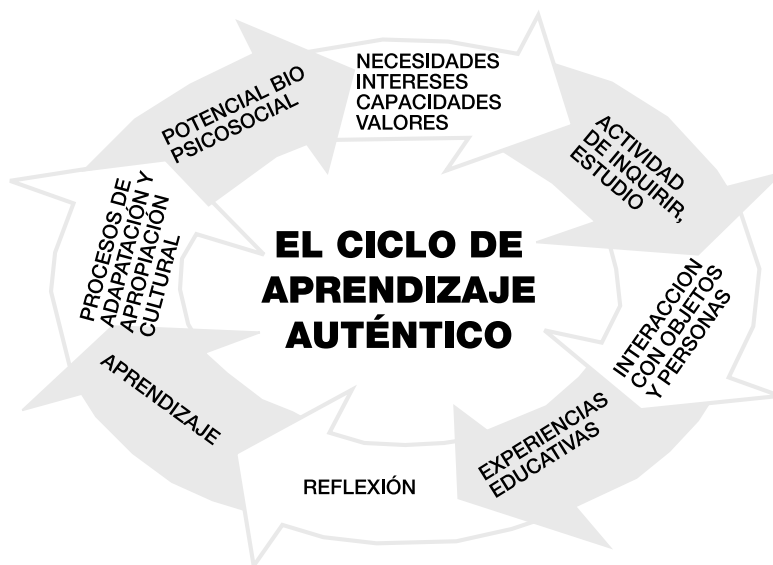 POTENCIAL BIO
PSICOSOCIAL
NECESIDADES
INTERESES
CAPACIDADES
VALORES
ACTIVIDAD
DE INQUIRIR,
ESTUDIO
INTERACCION
CON OBJETOS
Y PERSONAS
EXPERIENCIAS
EDUCATIVAS
REFLEXIÓN
APRENDIZAJE
PROCESOS DE
ADAPATACIÓN Y
APROPIACIÓN
CULTURAL
EL CICLO DE
APRENDIZAJE
AUTÉNTICO